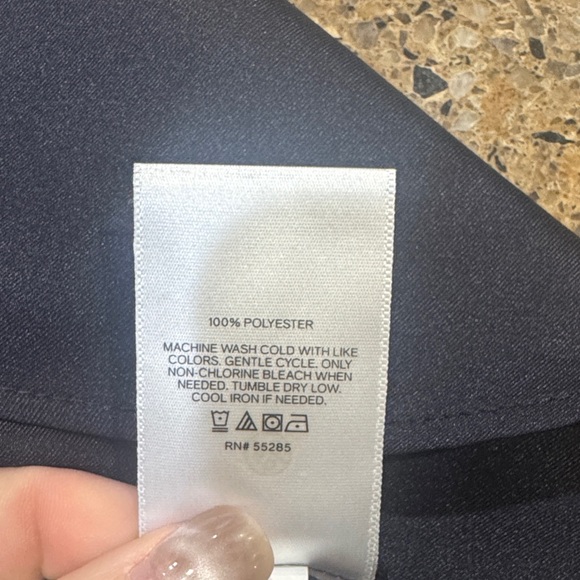 100% POLYESTER
MACHINE WASH COLD WITH LIKE
COLORS. GENTLE CYCLE. ONLY
NON-CHLORINE BLEACH WHEN
NEEDED. TUMBLE DRY LOW.
COOL IRON IF NEEDED.
RN# 55285